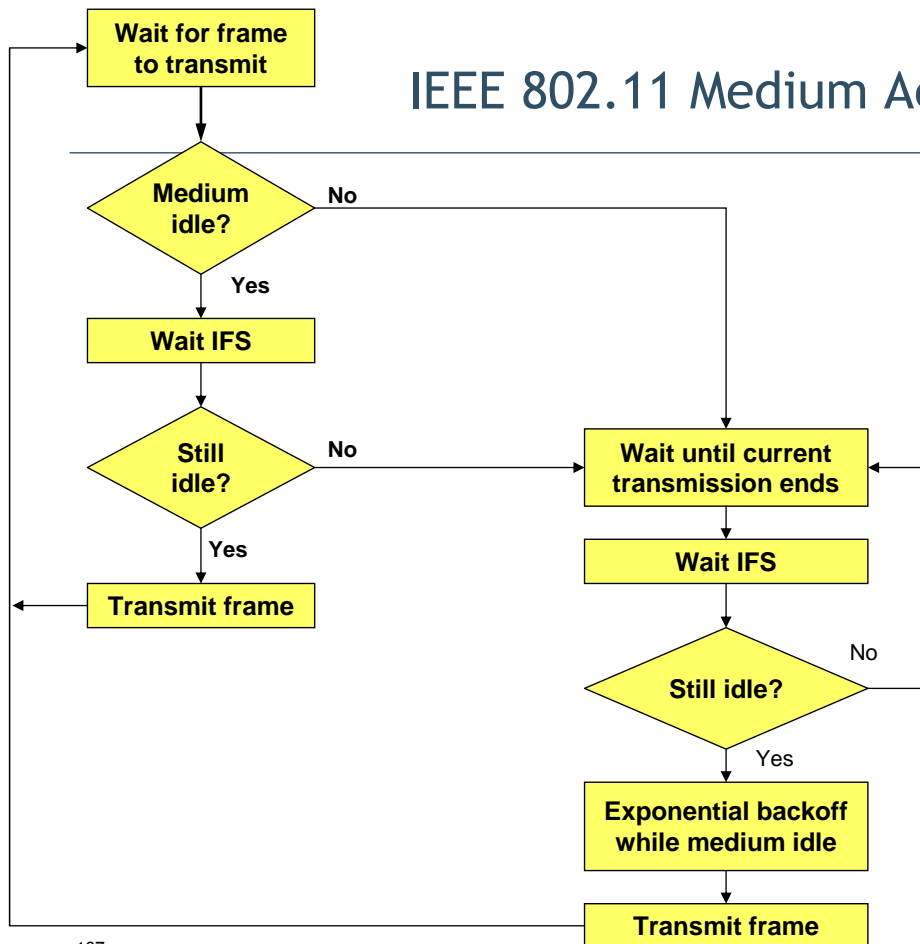 Wait for frame
to transmit
IEEE 802.11 Medium
Medium
idle?
No
Yes
Wait IFS
Still
idle?
No
Yes
Transmit frame
Wait until current
transmission ends
Wait IFS
Still idle?
No
Yes
Exponential backoff
while medium idle
Transmit frame